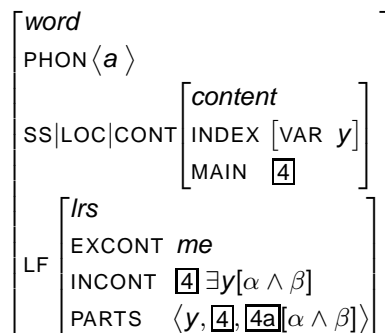 word
PHON ⟨a⟩
content
SS|LOC|CONT INDEX [VAR y]
MAIN 4
lrs
EXCONT me
LF INCONT 4 ∃y[α ∧ β]
PARTS ⟨y, 4, 4a[α ∧ β]⟩